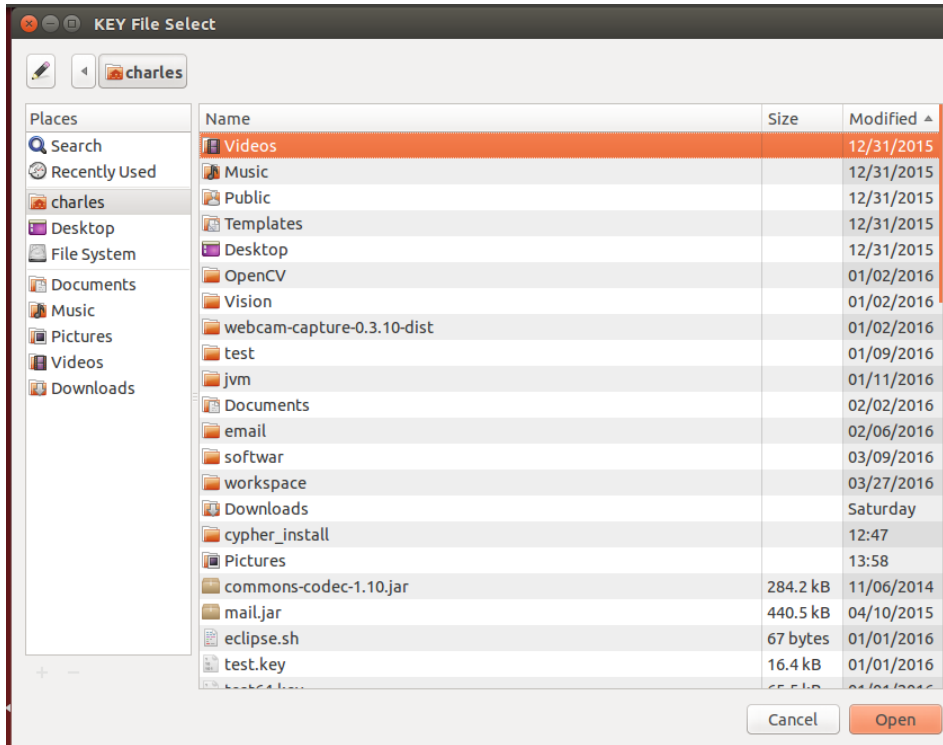 KEY File Select
charles
Places
Search
Recently Used
charles
Desktop
File System
Documents
Music
Pictures
Videos
Downloads
Name Size Modified
Videos 12/31/2015
Music 12/31/2015
Public 12/31/2015
Templates 12/31/2015
Desktop 12/31/2015
OpenCV 01/02/2016
Vision 01/02/2016
webcam-capture-0.3.10-dist 01/02/2016
test 01/09/2016
jvm 01/11/2016
Documents 02/02/2016
email 02/06/2016
softwar 03/09/2016
workspace 03/27/2016
Downloads Saturday
cypher_install 12:47
Pictures 13:58
commons-codec-1.10.jar 284.2 kB 11/06/2014
mail.jar 440.5 kB 04/10/2015
eclipse.sh 67 bytes 01/01/2016
test.key 16.4 kB 01/01/2016
Cancel Open